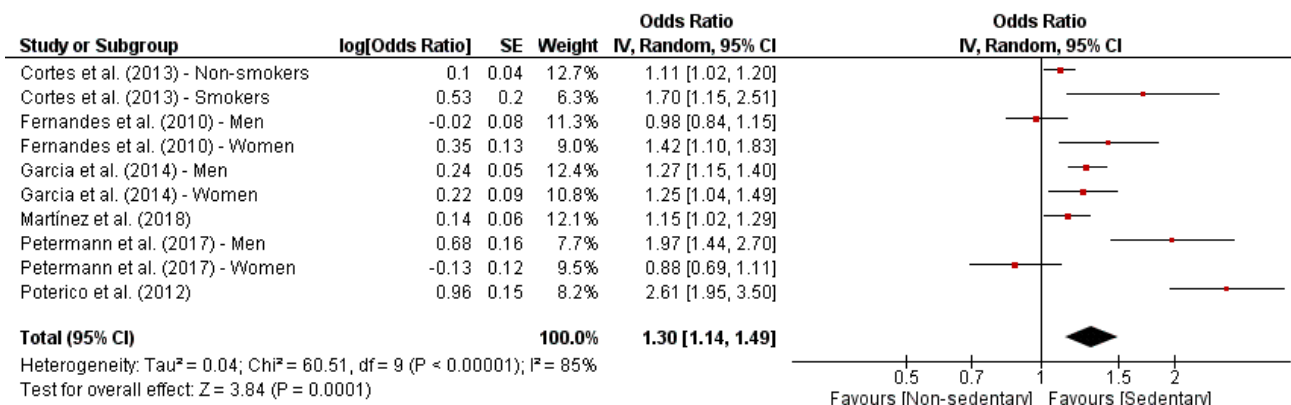 Odds Ratio Odds Ratio
Study or Subgroup log[Odds Ratio] SE Weight IV, Random, 95% CI IV, Random, 95% CI
Cortes et al. (2013) - Non-smokers 0.1 0.04 12.7% 1.11 [1.02, 1.20]
Cortes et al. (2013) - Smokers 0.53 0.2 6.3% 1.70 [1.15, 2.51]
Fernandes et al. (2010) - Men -0.02 0.08 11.3% 0.98 [0.84, 1.15]
Fernandes et al. (2010) - Women 0.35 0.13 9.0% 1.42 [1.10, 1.83]
Garcia et al. (2014) - Men 0.24 0.05 12.4% 1.27 [1.15, 1.40]
Garcia et al. (2014) - Women 0.22 0.09 10.8% 1.25 [1.04, 1.49]
Martínez et al. (2018) 0.14 0.06 12.1% 1.15 [1.02, 1.29]
Petermann et al. (2017) - Men 0.68 0.16 7.7% 1.97 [1.44, 2.70]
Petermann et al. (2017) - Women -0.13 0.12 9.5% 0.88 [0.69, 1.11]
Poterico et al. (2012) 0.96 0.15 8.2% 2.61 [1.95, 3.50]
Total (95% CI) 100.0% 1.30 [1.14, 1.49]
Heterogeneity: Tau² = 0.04; Chi² = 60.51, df = 9 (P < 0.00001); I² = 85%
Test for overall effect: Z = 3.84 (P = 0.0001)
0.5 0.7 1 1.5 2
Favours [Non-sedentary] Favours [Sedentary]